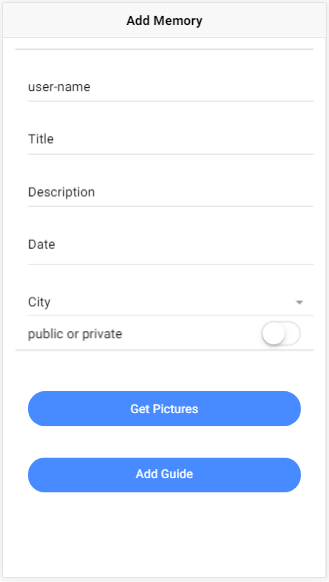 Add Memory
user-name
Title
Description
Date
City
public or private
Get Pictures
Add Guide